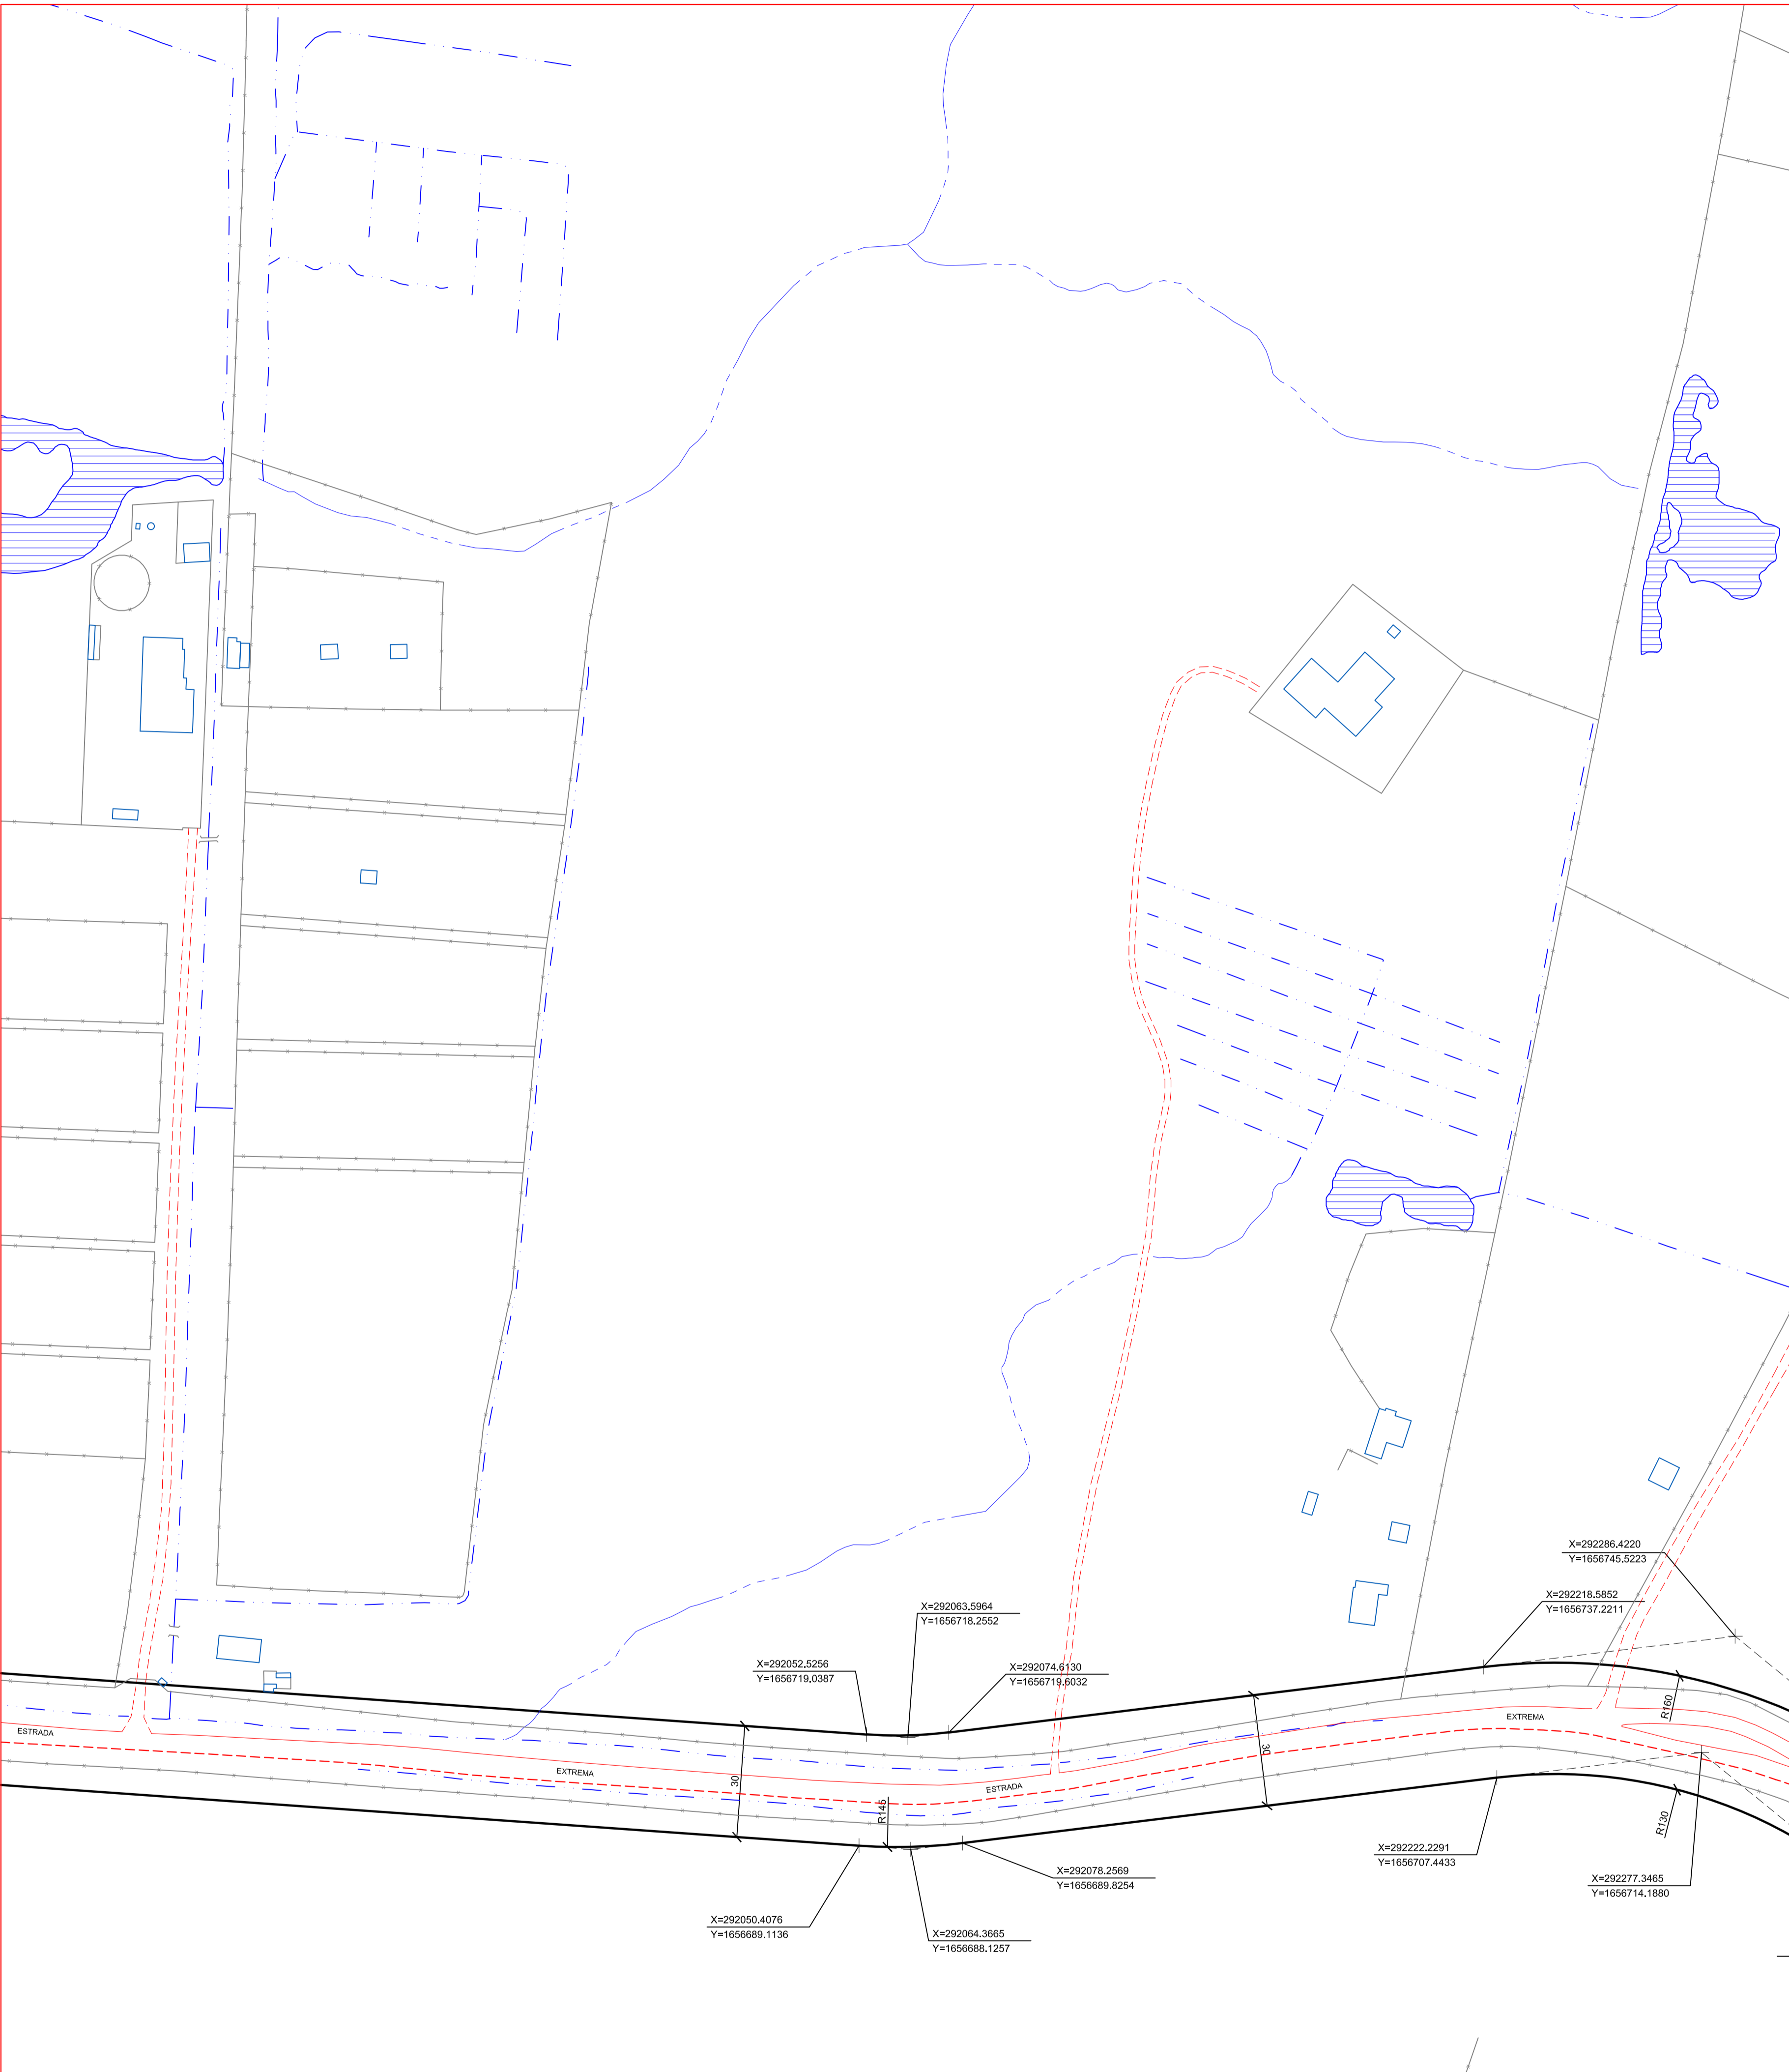 X=292286.4220
Y=1656745.5223
X=292218.5852
Y=1656737.2211
X=292063.5964
Y=1656718.2552
X=292052.5256
Y=1656719.0387
X=292074.6130
Y=1656719.6032
R160
ESTRADA
EXTREMA
30
EXTREMA
30
ESTRADA
R145
R130
X=292222.2291
Y=1656707.4433
X=292078.2569
Y=1656689.8254
X=292277.3465
Y=1656714.1880
X=292050.4076
Y=1656689.1136
X=292064.3665
Y=1656688.1257